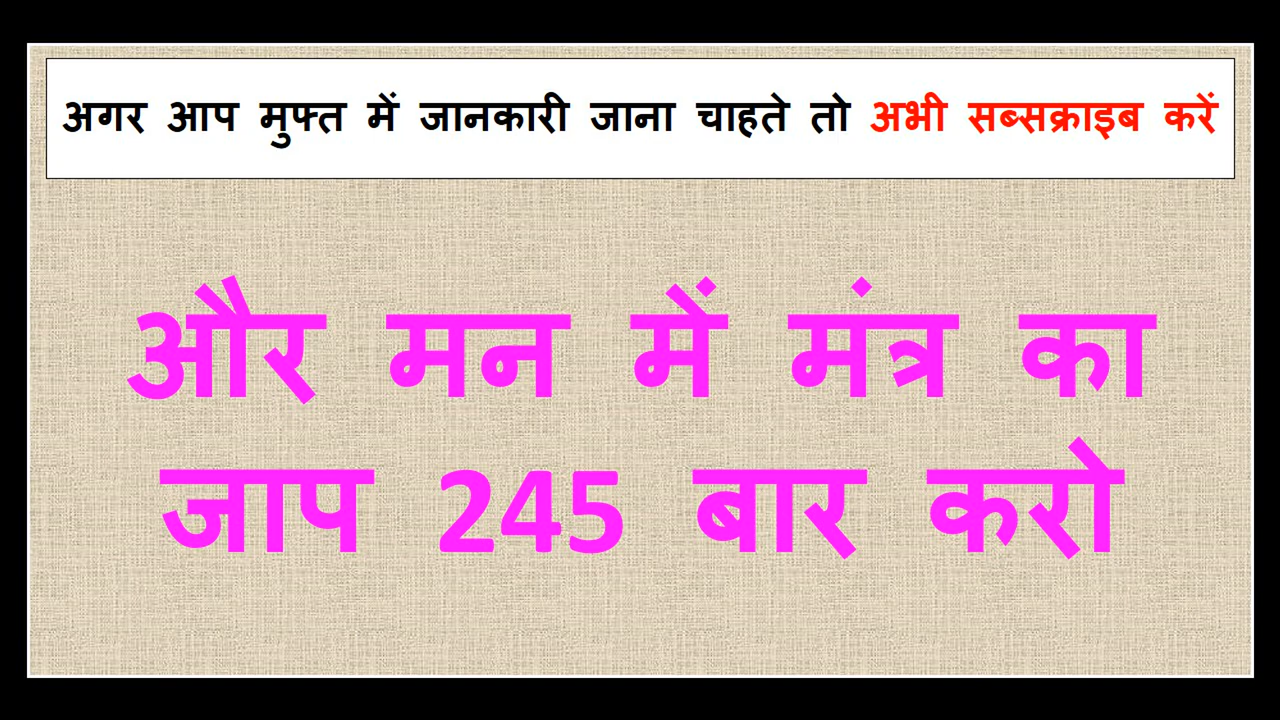 अगर आप मुफ्त में जानकारी जाना चाहते तो अभी सब्सक्राइब करें
और मन में मंत्र का
जाप 245 बार करो